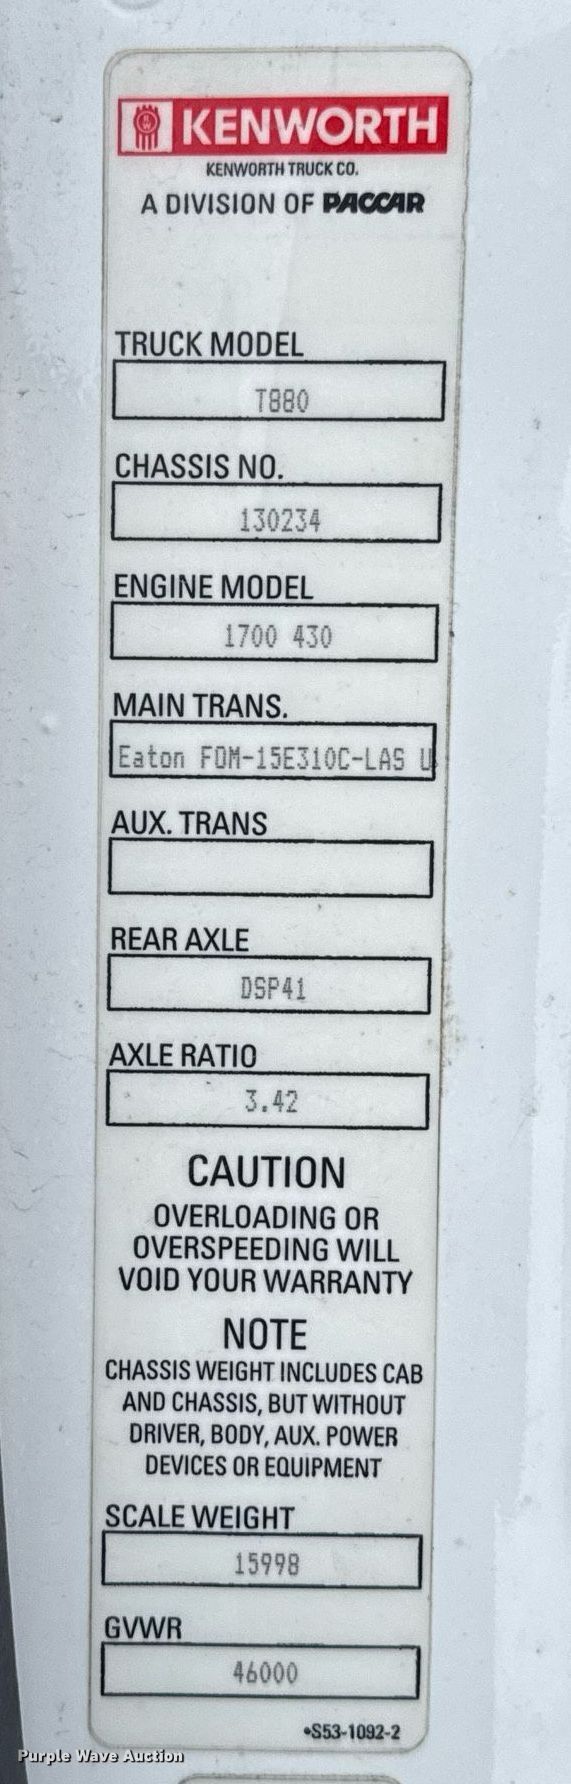 KENWORTH
KENWORTH TRUCK CO.
A DIVISION OF PACCAR
TRUCK MODEL
T880
CHASSIS NO.
130234
ENGINE MODEL
1700 430
MAIN TRANS.
Eaton FOM-15E310C-LAS U
AUX. TRANS
REAR AXLE
DSP41
AXLE RATIO
3.42
CAUTION
OVERLOADING OR
OVERSPEEDING WILL
VOID YOUR WARRANTY
NOTE
CHASSIS WEIGHT INCLUDES CAB
AND CHASSIS, BUT WITHOUT
DRIVER, BODY, AUX. POWER
DEVICES OR EQUIPMENT
SCALE WEIGHT
15998
GVWR
46000
•S53-1092-2
Purple Wave Auction